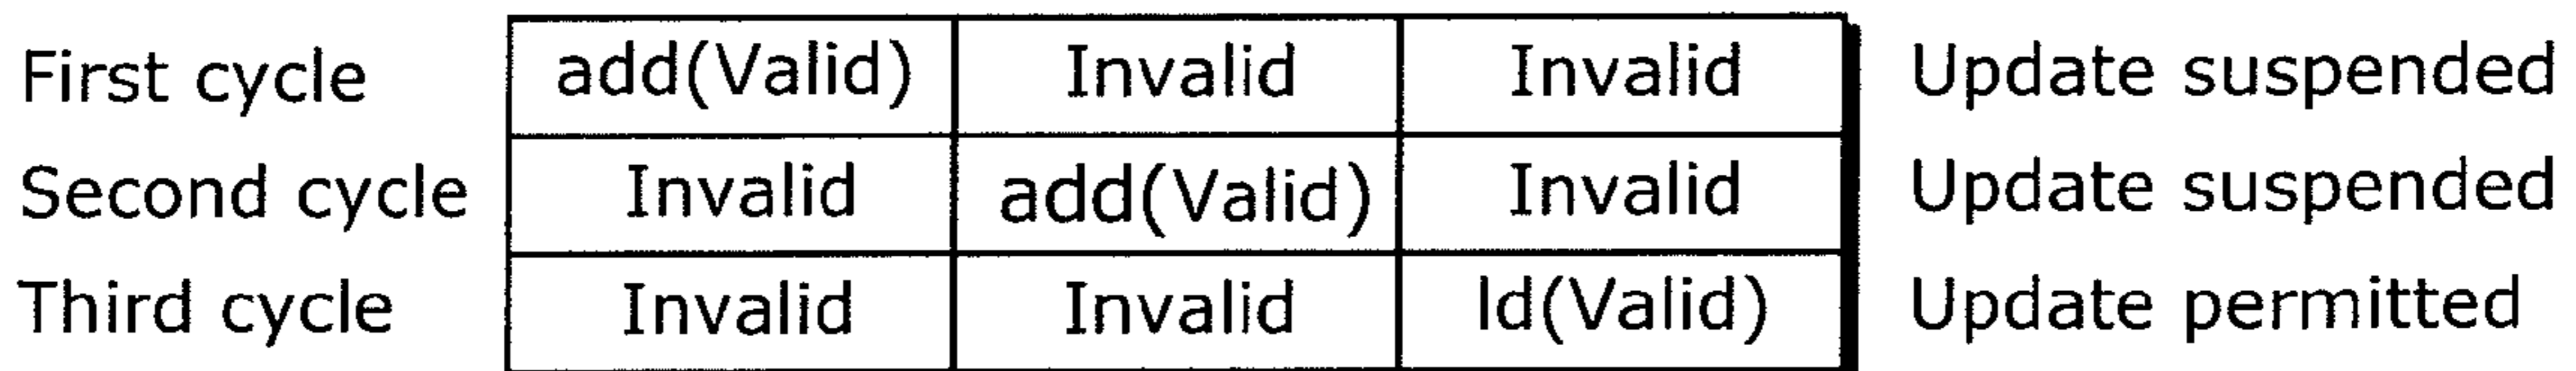 First cycle add(Valid) Invalid Invalid Update suspended
Second cycle Invalid add(Valid) Invalid Update suspended
Third cycle Invalid Invalid ld(Valid) Update permitted